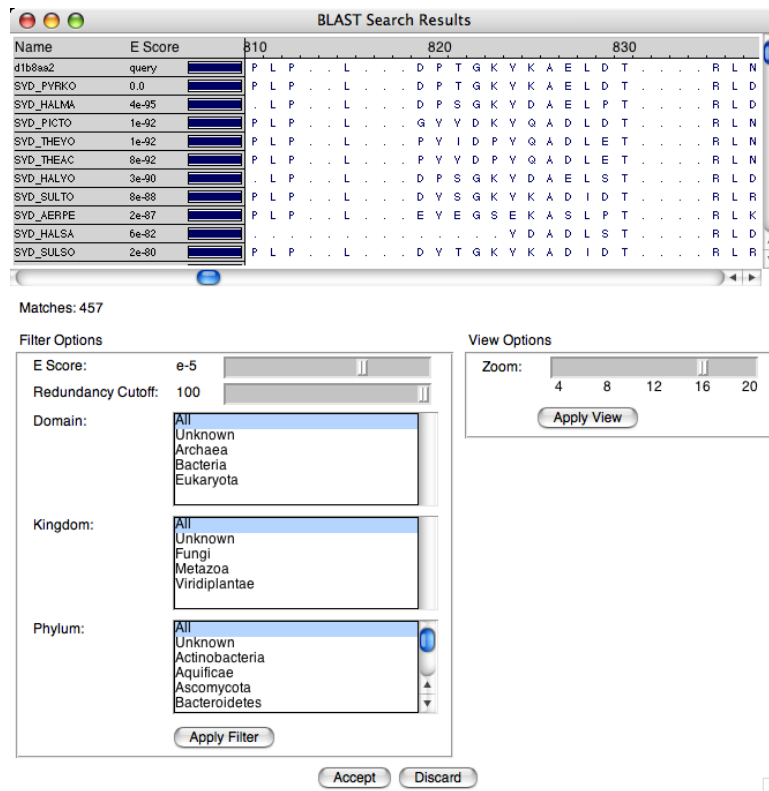 BLAST Search Results
Name E Score 810 820 830
d1b8aa2 query P L P . . L . . . D P T G K Y K A E L D T . . . . R L N
SYD_PYRKO 0.0 P L P . . L . . . D P T G K Y K A E L D T . . . . R L D
SYD_HALMA 4e-95 . L P . . L . . . D P S G K Y D A E L P T . . . . R L D
SYD_PICTO 1e-92 P L P . . L . . . G Y Y D K Y Q A D L D T . . . . R L N
SYD_THEVO 1e-92 P L P . . L . . . P Y I D P Y Q A D L E T . . . . R L N
SYD_THEAC 8e-92 P L P . . L . . . P Y Y D P Y Q A D L E T . . . . R L N
SYD_HALVO 3e-90 . L P . . L . . . D P S G K Y D A E L S T . . . . R L D
SYD_SULTO 8e-88 P L P . . L . . . D Y S G K Y K A D I D T . . . . R L R
SYD_AERPE 2e-87 P L P . . L . . . E Y E G S E K A S L P T . . . . R L K
SYD_HALSA 6e-82 . . . . . . . . . . . . . . Y D A D L S T . . . . R L D
SYD_SULSO 2e-80 P L P . . L . . . D Y T G K Y K A D I D T . . . . R L R
Matches: 457
Filter Options
E Score: e-5
Redundancy Cutoff: 100
Domain:
All
Unknown
Archaea
Bacteria
Eukaryota
Kingdom:
All
Unknown
Fungi
Metazoa
Viridiplantae
Phylum:
All
Unknown
Actinobacteria
Aquificae
Ascomycota
Bacteroidetes
Apply Filter
View Options
Zoom:
4 8 12 16 20
Apply View
Accept Discard